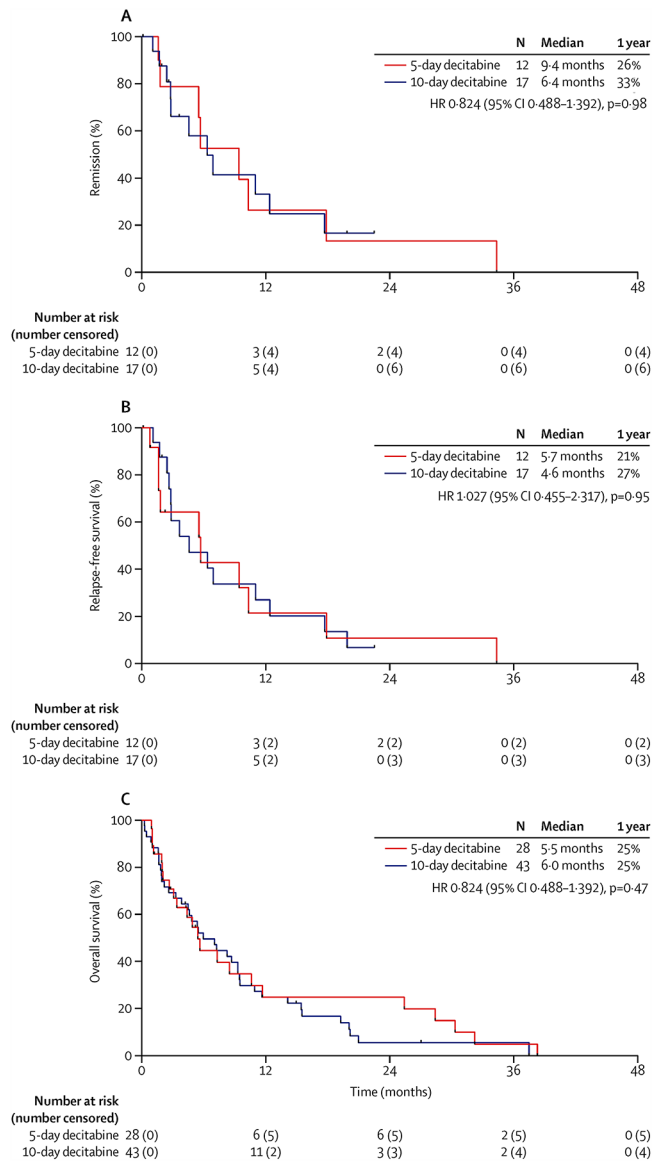 A
100
80
60
40
20
0
Remission (%)
N Median 1 year
5-day decitabine 12 9·4 months 26%
10-day decitabine 17 6·4 months 33%
HR 0·824 (95% CI 0·488–1·392), p=0·98
0 12 24 36 48
Number at risk
(number censored)
5-day decitabine 12 (0) 3 (4) 2 (4) 0 (4) 0 (4)
10-day decitabine 17 (0) 5 (4) 0 (6) 0 (6) 0 (6)
B
100
80
60
40
20
0
Relapse-free survival (%)
N Median 1 year
5-day decitabine 12 5·7 months 21%
10-day decitabine 17 4·6 months 27%
HR 1·027 (95% CI 0·455–2·317), p=0·95
0 12 24 36 48
Number at risk
(number censored)
5-day decitabine 12 (0) 3 (2) 2 (2) 0 (2) 0 (2)
10-day decitabine 17 (0) 5 (2) 0 (3) 0 (3) 0 (3)
C
100
80
60
40
20
0
Overall survival (%)
N Median 1 year
5-day decitabine 28 5·5 months 25%
10-day decitabine 43 6·0 months 25%
HR 0·824 (95% CI 0·488–1·392), p=0·47
0 12 24 36 48
Time (months)
Number at risk
(number censored)
5-day decitabine 28 (0) 6 (5) 6 (5) 2 (5) 0 (5)
10-day decitabine 43 (0) 11 (2) 3 (3) 2 (4) 0 (4)